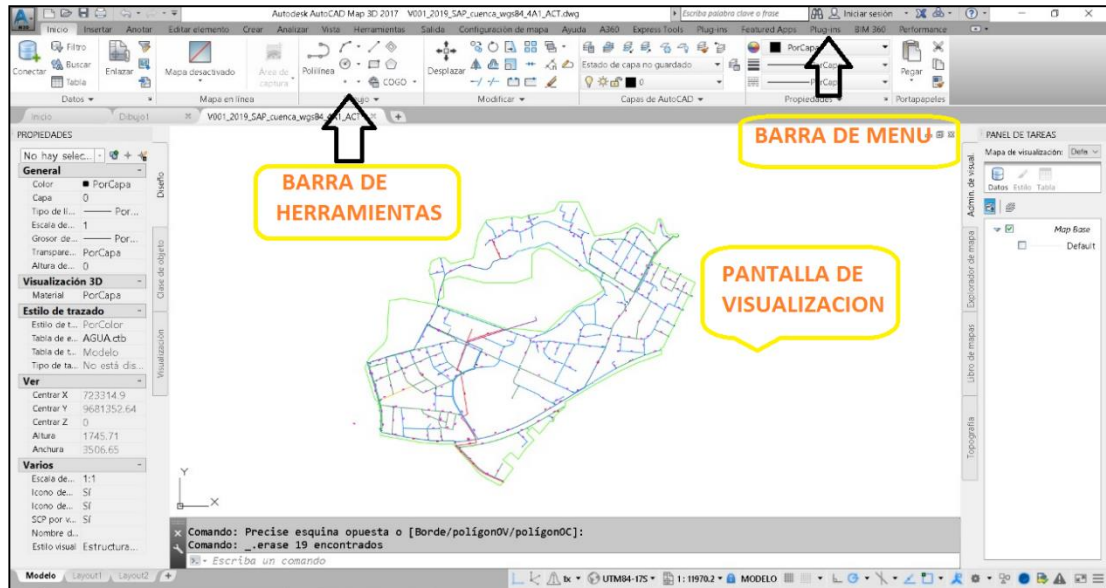 Autodesk AutoCAD Map 3D 2017 V001_2019_SAP_cuenca_wgs84_4A1_ACT.dwg
Escriba palabra clave o frase
Iniciar sesión
Inicio Insertar Anotar Editar elemento Crear Analizar Vista Herramientas Salida Configuración de mapa Ayuda A360 Express Tools Plug-ins Featured Apps Plug-ins BIM 360 Performance
Conectar
Filtro
Buscar
Tabla
Enlazar
Mapa desactivado
Área de captura
Polilínea
COGO
Desplazar
Estado de capa no guardado
0
PorCapa
Pegar
Datos
Mapa en línea
Modificar
Capas de AutoCAD
Propiedades
Portapapeles
Inicio
Dibujo1
V001_2019_SAP_cuenca_wgs84_4A1_ACT
BARRA DE MENU
BARRA DE
HERRAMIENTAS
PANTALLA DE
VISUALIZACION
PROPIEDADES
No hay selec...
General
Color PorCapa
Capa 0
Tipo de lí... Por...
Escala de... 1
Grosor de... Por...
Transpare... PorCapa
Altura de... 0
Visualización 3D
Material PorCapa
Estilo de trazado
Estilo de t... PorColor
Tabla de e... AGUA.ctb
Tabla de t... Modelo
Tipo de ta... No está dis...
Ver
Centrar X 723314.9
Centrar Y 9681352.64
Centrar Z 0
Altura 1745.71
Anchura 3506.65
Varios
Escala de... 1:1
Icono de... Sí
Icono de... Sí
SCP por v... Sí
Nombre d...
Estilo visual Estructura...
Diseño
Clase de objeto
Visualización
Y
X
PANEL DE TAREAS
Mapa de visualización: Defa
Datos Estilo Tabla
Map Base
Default
Admin. de visual.
Explorador de mapa
Libro de mapas
Topografía
Comando: Precise esquina opuesta o [Borde/polígonOV/polígonOC]:
Comando: _.erase 19 encontrados
Escriba un comando
Modelo Layout1 Layout2 +
UTM84-17S 1 : 11970.2 MODELO